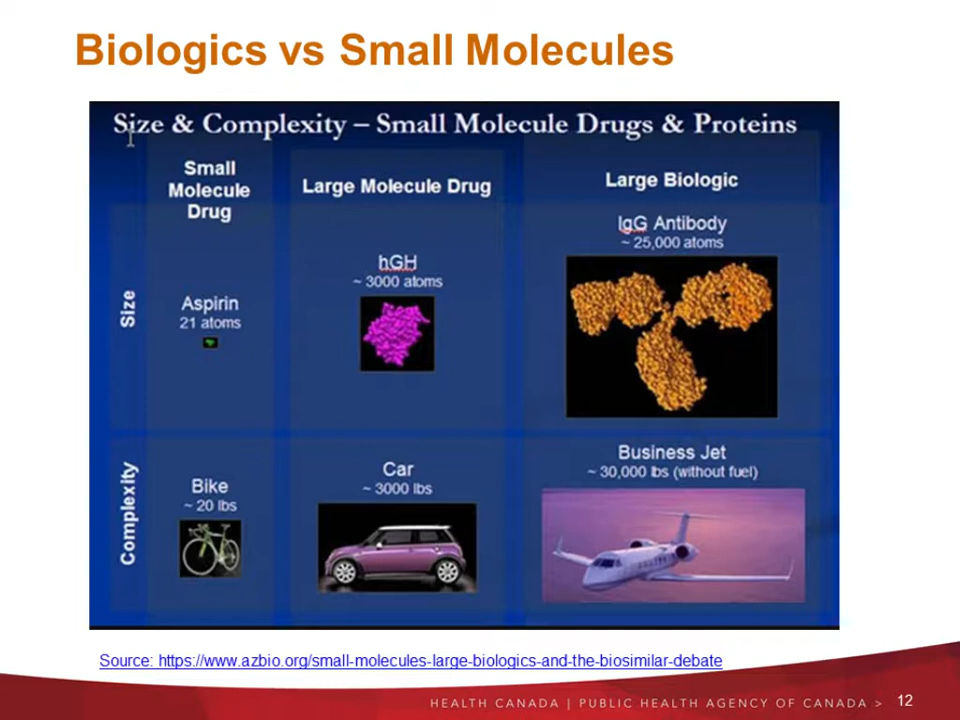 Biologics vs Small Molecules
Size & Complexity – Small Molecule Drugs & Proteins
Small
Molecule
Drug
Large Molecule Drug
Large Biologic
Size
Aspirin
21 atoms
hGH
~ 3000 atoms
IgG Antibody
~ 25,000 atoms
Complexity
Bike
~ 20 lbs
Car
~ 3000 lbs
Business Jet
~ 30,000 lbs (without fuel)
Source: https://www.azbio.org/small-molecules-large-biologics-and-the-biosimilar-debate
HEALTH CANADA | PUBLIC HEALTH AGENCY OF CANADA >
12